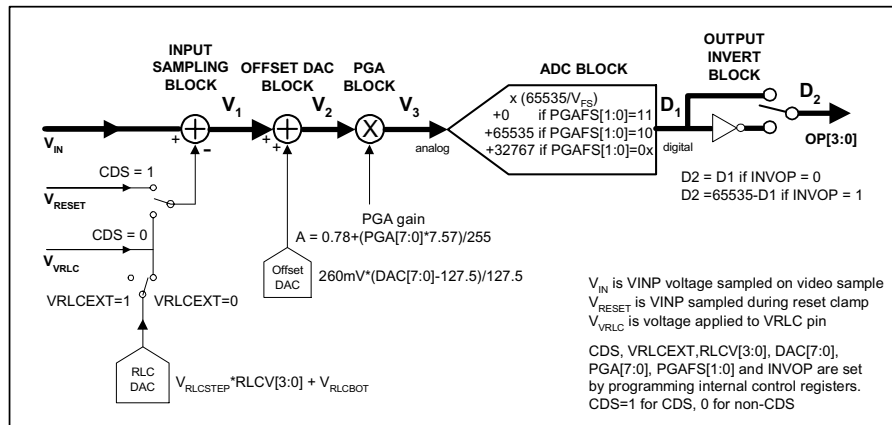 INPUT
SAMPLING
BLOCK
OFFSET DAC
BLOCK
PGA
BLOCK
ADC BLOCK
OUTPUT
INVERT
BLOCK
V1
V2
V3
x (65535/VFS)
+0 if PGAFS[1:0]=11
+65535 if PGAFS[1:0]=10
+32767 if PGAFS[1:0]=0x
D1
D2
VIN
+
-
+
+
X
analog
digital
OP[3:0]
CDS = 1
VRESET
CDS = 0
VVRLC
VRLCEXT=1
VRLCEXT=0
PGA gain
A = 0.78+(PGA[7:0]*7.57)/255
Offset
DAC
260mV*(DAC[7:0]-127.5)/127.5
RLC
DAC
VRLCSTEP*RLCV[3:0] + VRLCBOT
D2 = D1 if INVOP = 0
D2 =65535-D1 if INVOP = 1
VIN is VINP voltage sampled on video sample
VRESET is VINP sampled during reset clamp
VVRLC is voltage applied to VRLC pin
CDS, VRLCEXT,RLCV[3:0], DAC[7:0],
PGA[7:0], PGAFS[1:0] and INVOP are set
by programming internal control registers.
CDS=1 for CDS, 0 for non-CDS